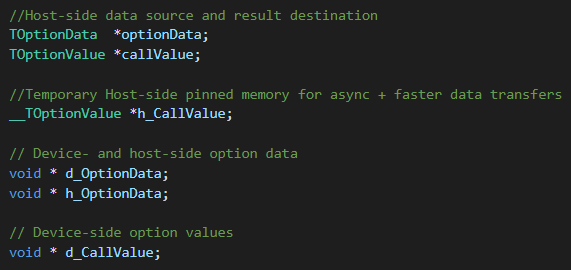 //Host-side data source and result destination
TOptionData  *optionData;
TOptionValue *callValue;

//Temporary Host-side pinned memory for async + faster data transfers
__TOptionValue *h_CallValue;

// Device- and host-side option data
void * d_OptionData;
void * h_OptionData;

// Device-side option values
void * d_CallValue;